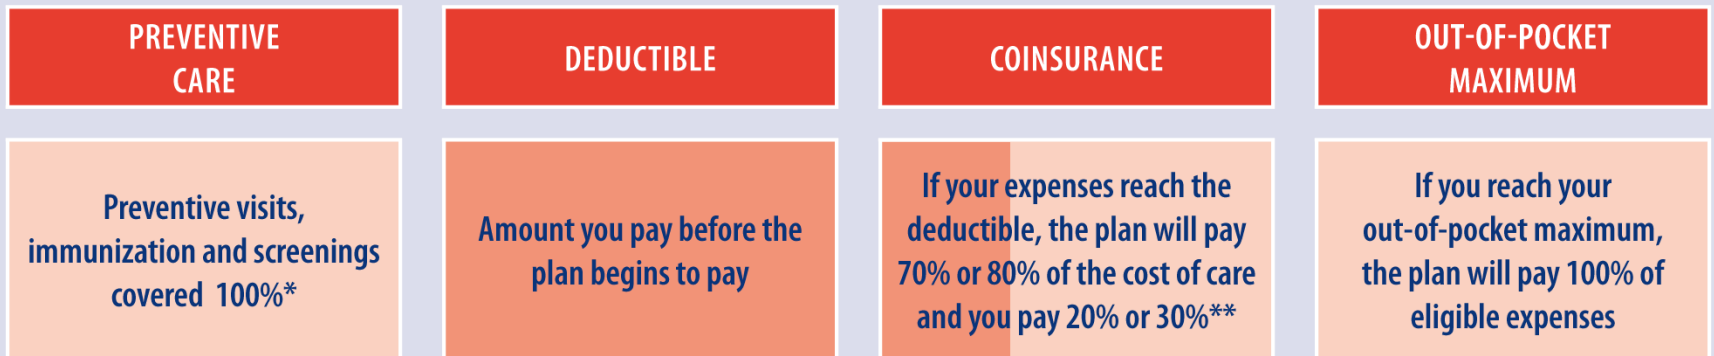 PREVENTIVE
CARE
DEDUCTIBLE
COINSURANCE
OUT-OF-POCKET
MAXIMUM
Preventive visits,
immunization and screenings
covered 100%*
Amount you pay before the
plan begins to pay
If your expenses reach the
deductible, the plan will pay
70% or 80% of the cost of care
and you pay 20% or 30%**
If you reach your
out-of-pocket maximum,
the plan will pay 100% of
eligible expenses